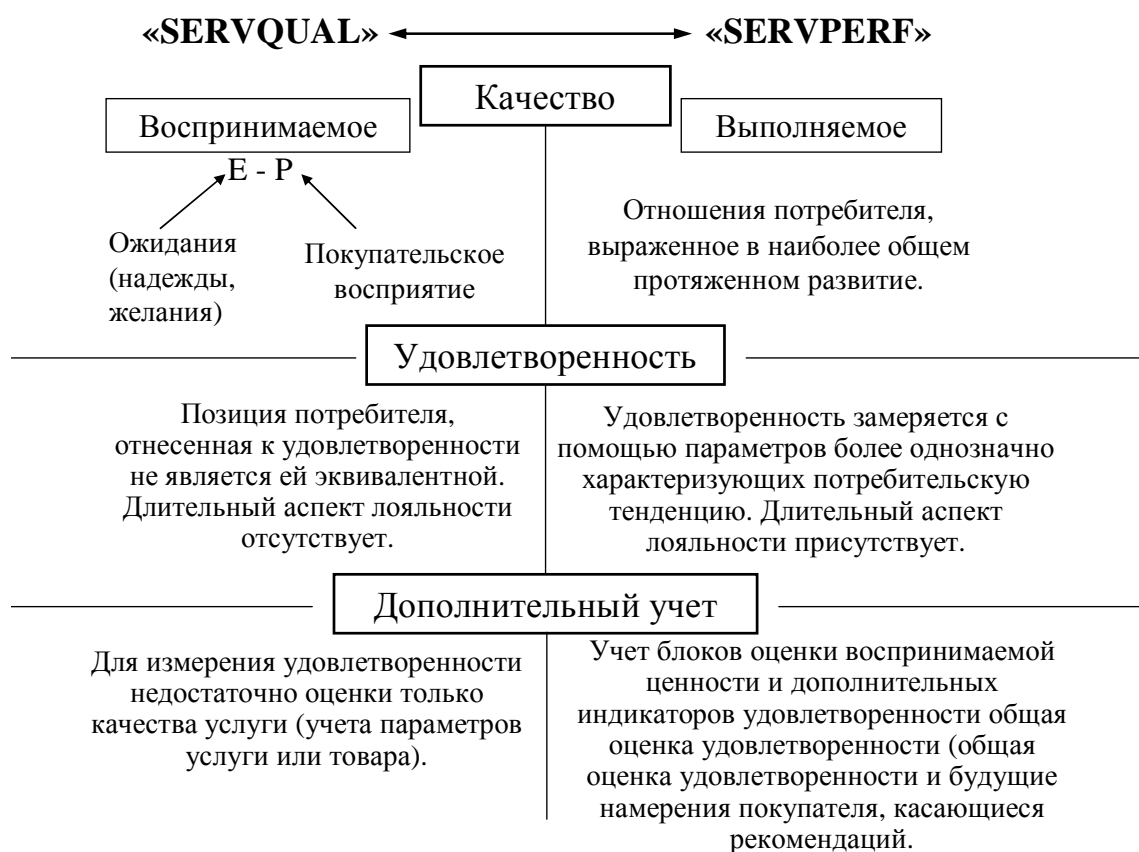 «SERVQUAL» «SERVPERF»
Качество
Воспринимаемое
Выполняемое
E - P
Ожидания
(надежды,
желания)
Покупательское
восприятие
Отношения потребителя,
выраженное в наиболее общем
протяженном развитие.
Удовлетворенность
Позиция потребителя,
отнесенная к удовлетворенности
не является ей эквивалентной.
Длительный аспект лояльности
отсутствует.
Удовлетворенность замеряется с
помощью параметров более однозначно
характеризующих потребительскую
тенденцию. Длительный аспект
лояльности присутствует.
Дополнительный учет
Для измерения удовлетворенности
недостаточно оценки только
качества услуги (учета параметров
услуги или товара).
Учет блоков оценки воспринимаемой
ценности и дополнительных
индикаторов удовлетворенности общая
оценка удовлетворенности (общая
оценка удовлетворенности и будущие
намерения покупателя, касающиеся
рекомендаций.